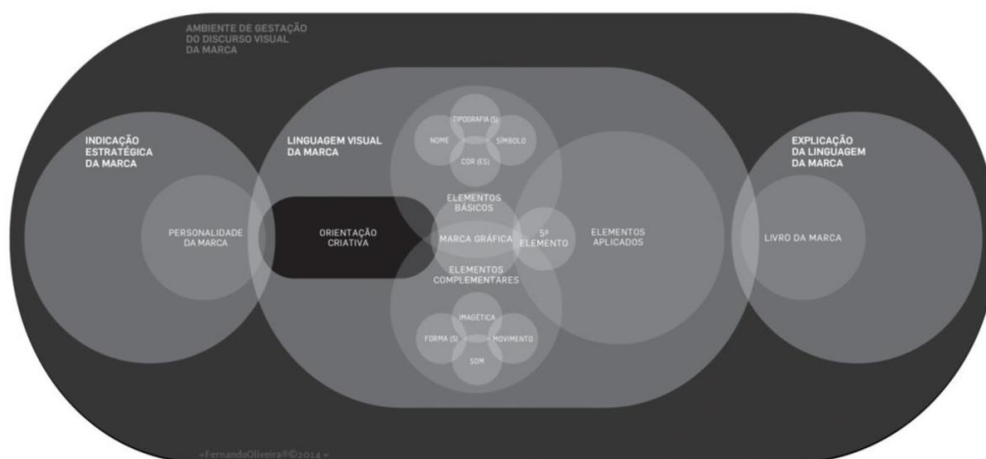 AMBIENTE DE GESTAÇÃO
DO DISCURSO VISUAL
DA MARCA
INDICAÇÃO
ESTRATÉGICA
DA MARCA
PERSONALIDADE
DA MARCA
LINGUAGEM VISUAL
DA MARCA
ORIENTAÇÃO
CRIATIVA
TIPOGRAFIA (S)
NOME
SÍMBOLO
COR (ES)
ELEMENTOS
BÁSICOS
MARCA GRÁFICA
5º
ELEMENTO
ELEMENTOS
COMPLEMENTARES
IMAGÉTICA
FORMA (S)
MOVIMENTO
SOM
ELEMENTOS
APLICADOS
EXPLICAÇÃO
DA LINGUAGEM
DA MARCA
LIVRO DA MARCA
«FernandoOliveira®©2014 »